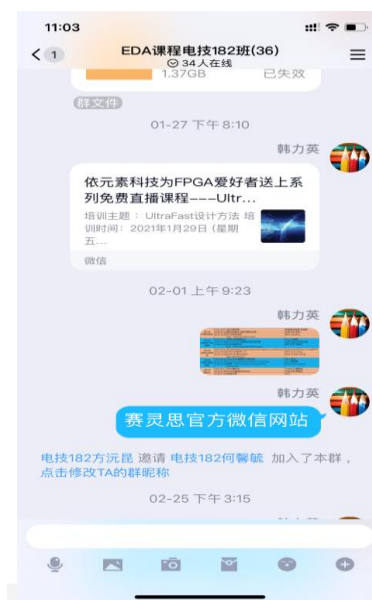 11:03
1
EDA课程电技182班(36)
34人在线
1.37GB 已失效
群文件
01-27 下午 8:10
韩力英
依元素科技为FPGA爱好者送上系
列免费直播课程---Ultr...
培训主题：UltraFast设计方法 培
训时间：2021年1月29日 (星期
五...
微信
02-01 上午 9:23
韩力英
韩力英
赛灵思官方微信网站
电技182方沅昆 邀请 电技182何馨毓 加入了本群，
点击修改TA的群昵称
02-25 下午 3:15